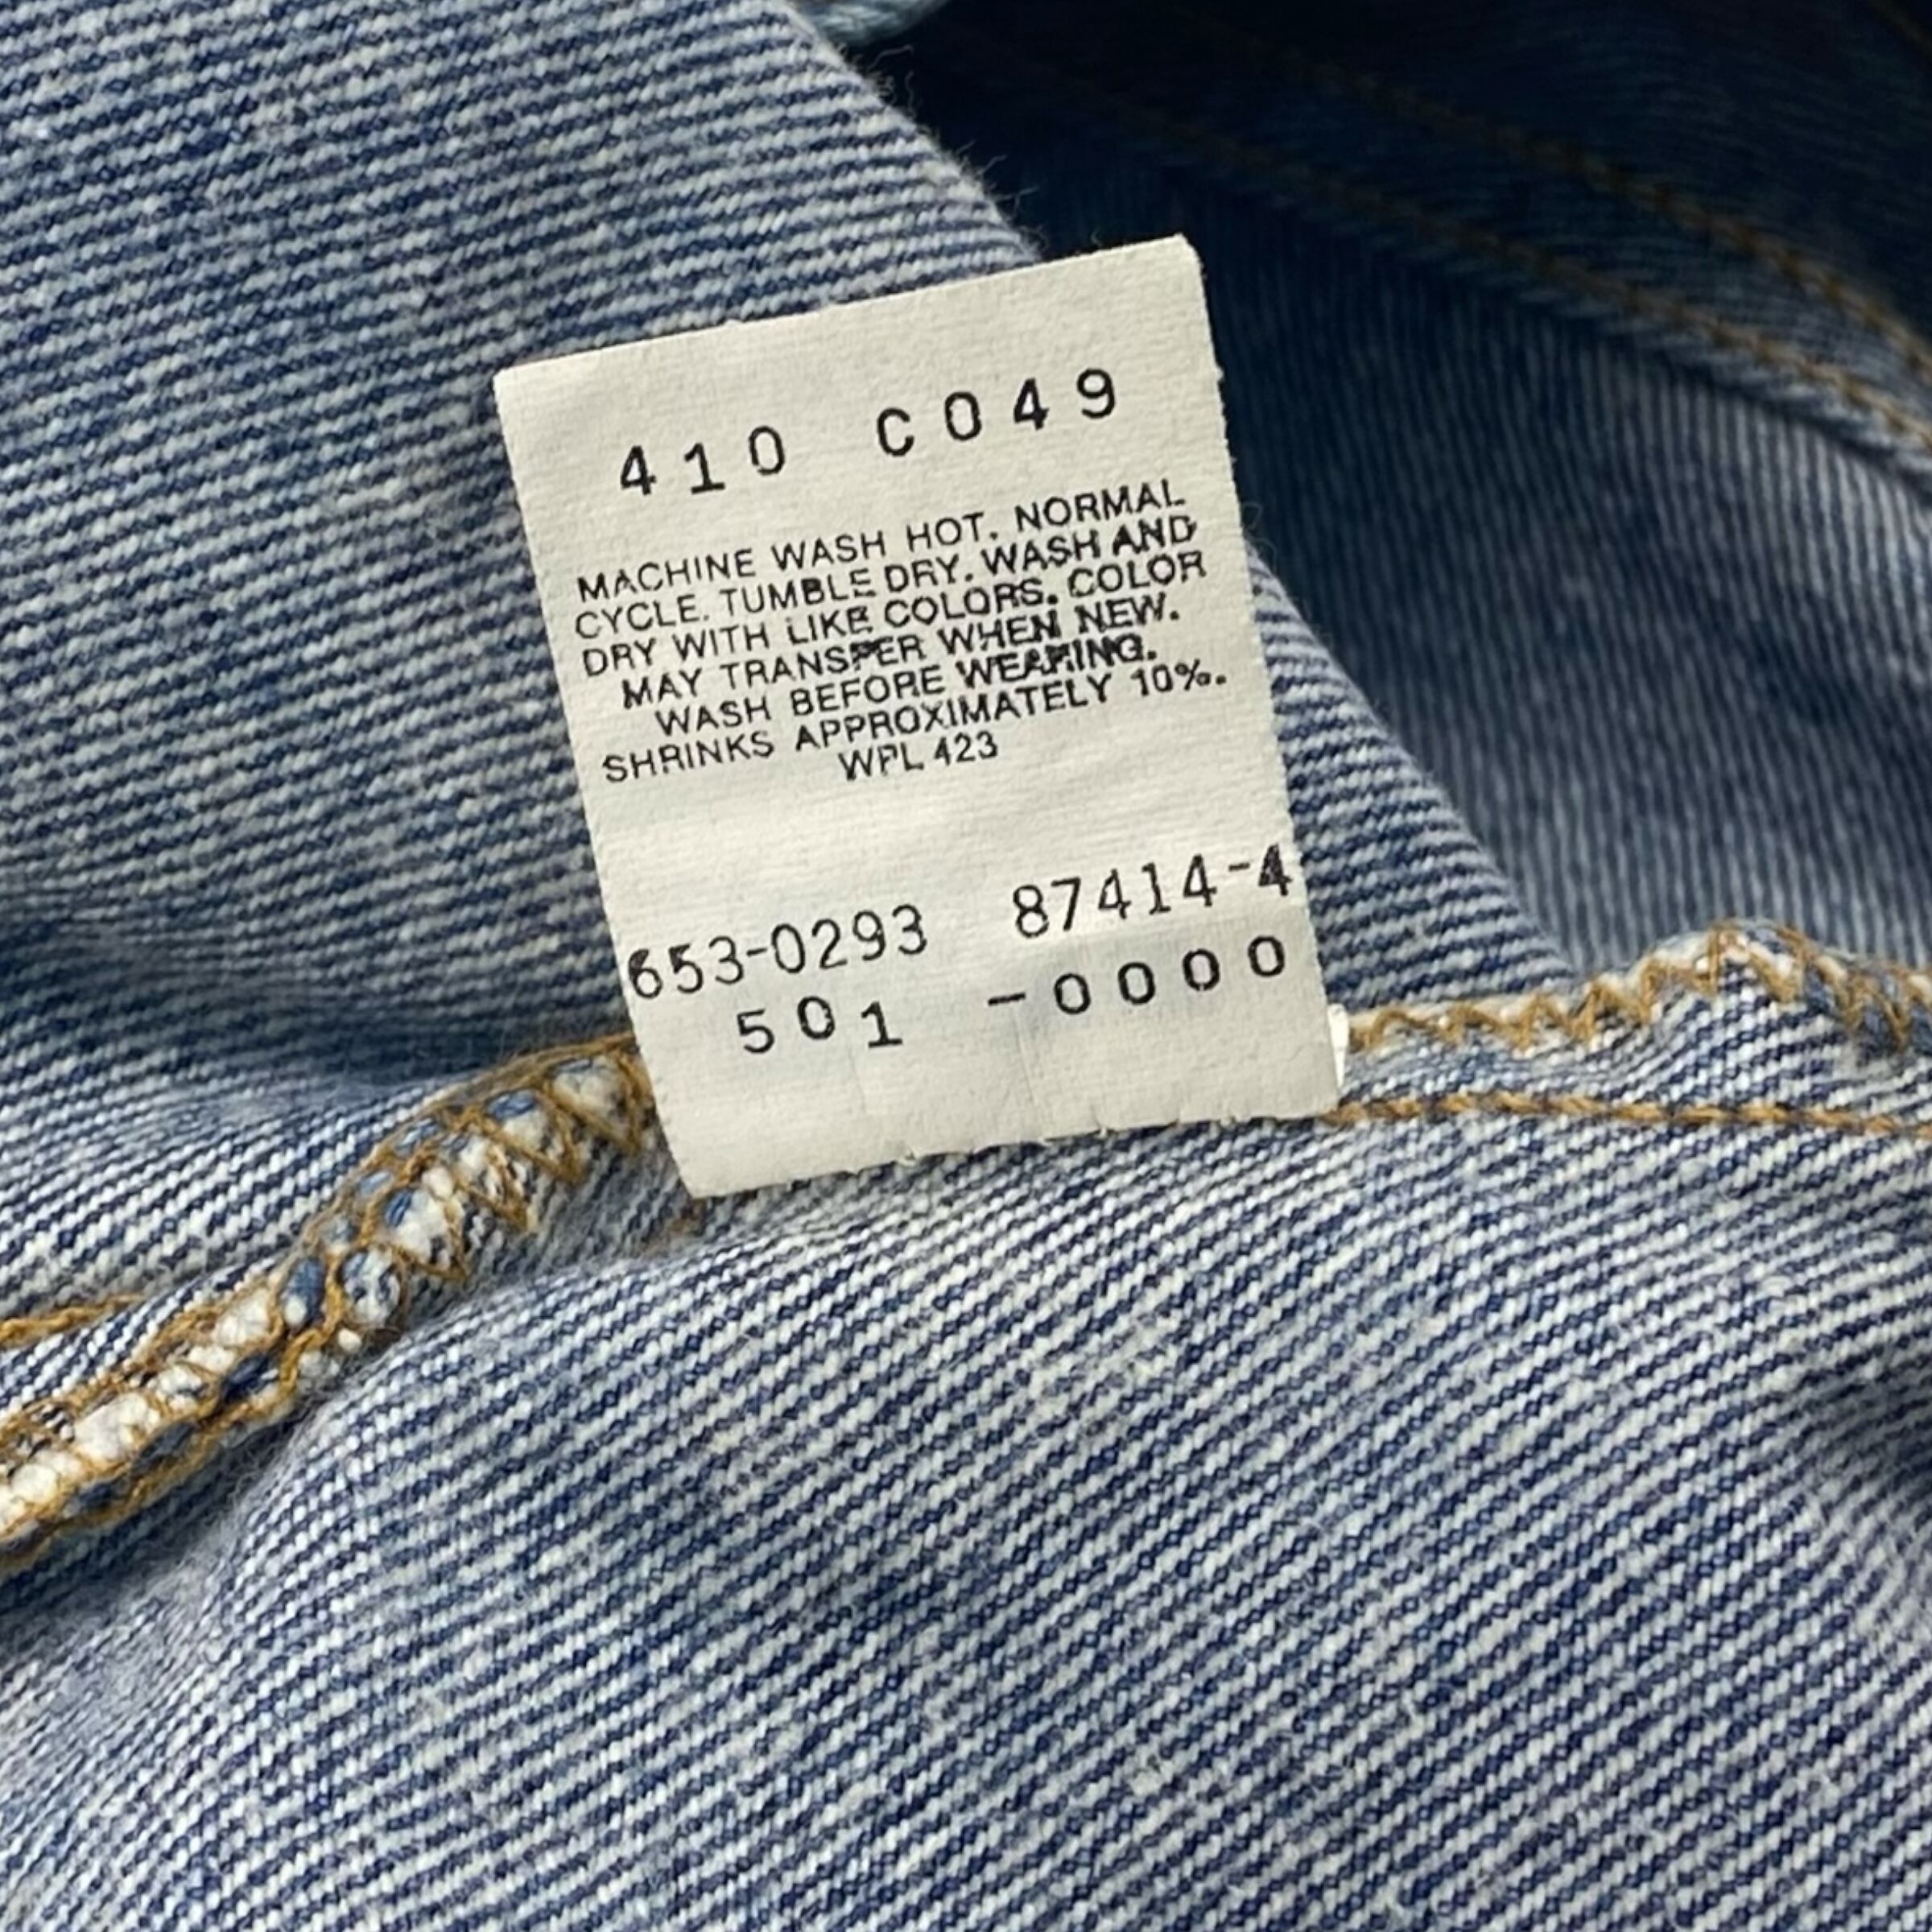 410 C049
MACHINE WASH HOT. NORMAL
CYCLE. TUMBLE DRY. WASH AND
DRY WITH LIKE COLORS. COLOR
MAY TRANSFER WHEN NEW.
WASH BEFORE WEARING.
SHRINKS APPROXIMATELY 10%.
WPL 423
653-0293 87414-4
501 -0000